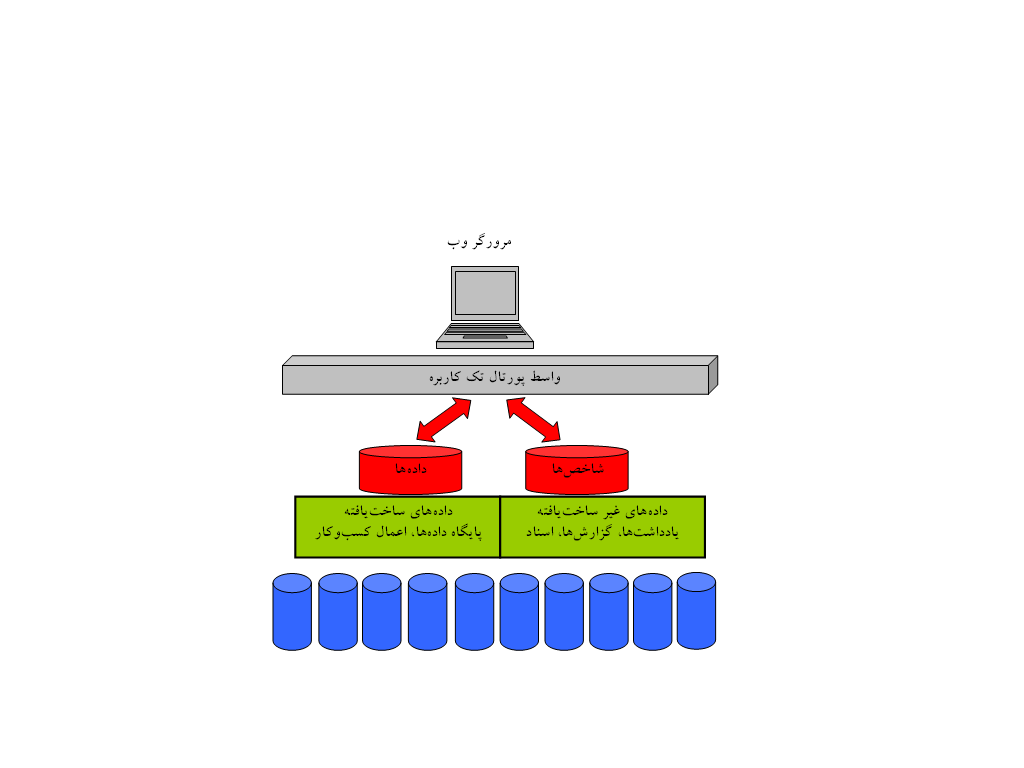 مرورگر وب
واسط پورتال تک کاربره
شاخص‌ها
داده‌ها
داده‌های غیر ساخت‌یافته
یادداشت‌ها، گزارش‌ها، اسناد
داده‌های ساخت‌یافته
پایگاه داده‌ها، اعمال کسب‌وکار